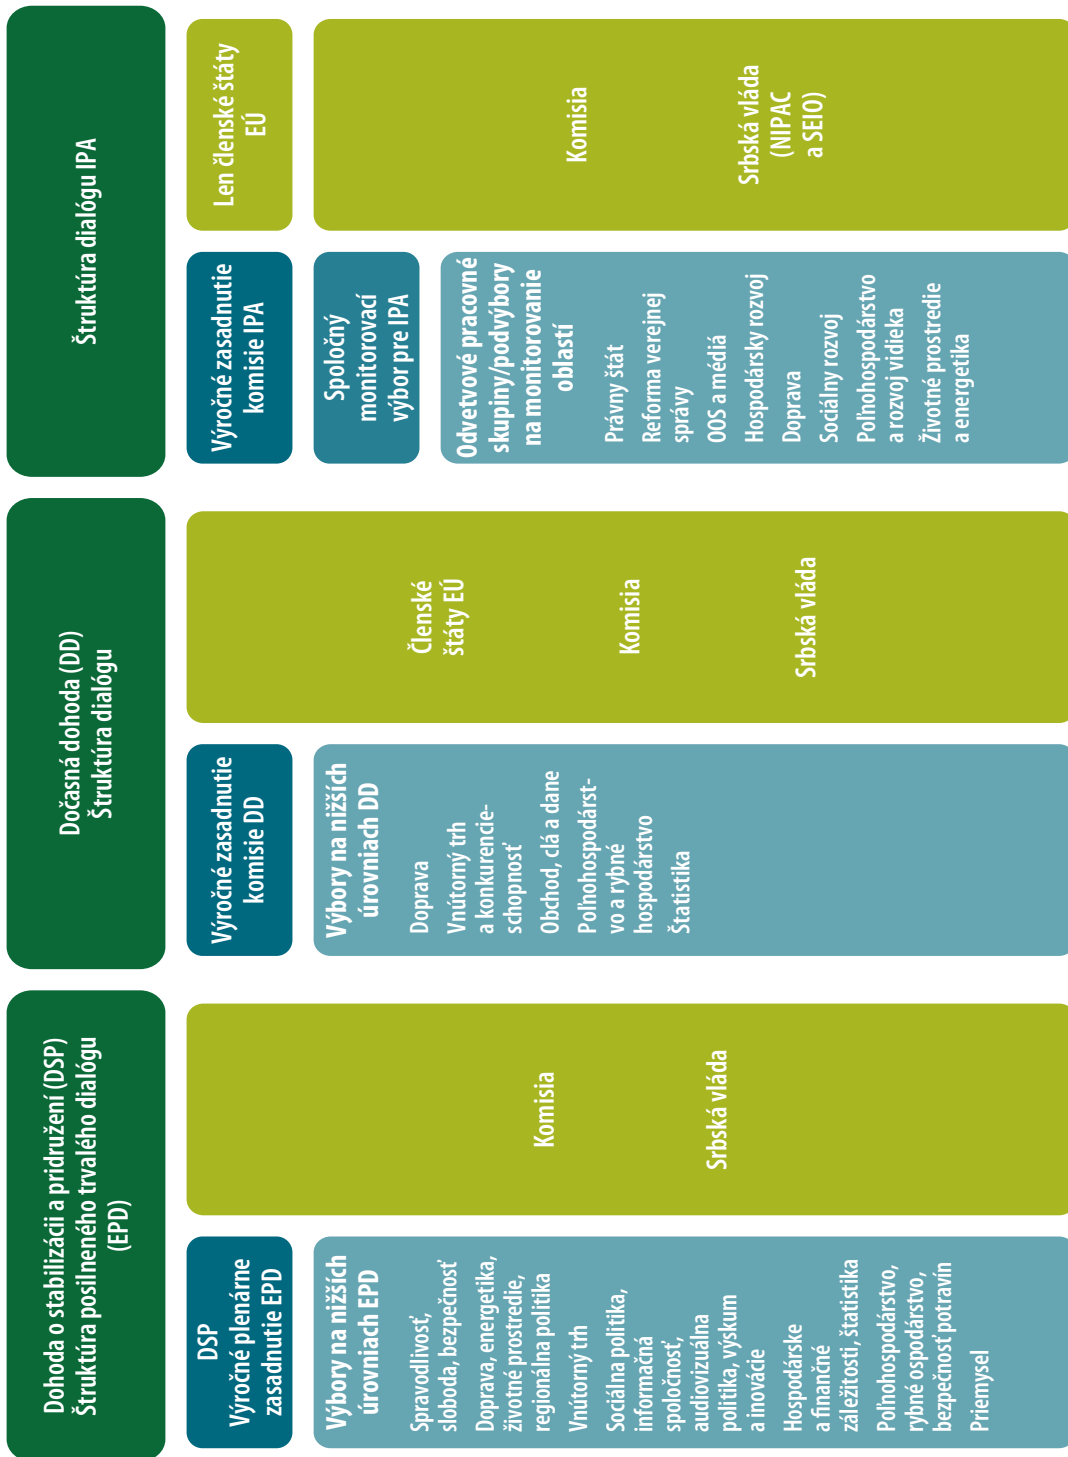 Dohoda o stabilizácii a pridružení (DSP)
Štruktúra posilneného trvalého dialógu
(EPD)
DSP
Výročné plenárne
zasadnutie EPD
Výbory na nižších
úrovniach EPD
Spravodlivosť,
sloboda, bezpečnosť
Doprava, energetika,
životné prostredie,
regionálna politika
Vnútorný trh
Sociálna politika,
informačná
spoločnosť,
audiovizuálna
politika, výskum
a inovácie
Hospodárske
a finančné
záležitosti, štatistika
Poľnohospodárstvo,
rybné ospodárstvo,
bezpečnosť potravín
Priemysel
Komisia
Srbská vláda
Dočasná dohoda (DD)
Štruktúra dialógu
Výročné zasadnutie
komisie DD
Výbory na nižších
úrovniach DD
Doprava
Vnútorný trh
a konkurencie-
schopnosť
Obchod, clá a dane
Poľnohospodárst-
vo a rybné
hospodárstvo
Štatistika
Členské
štáty EÚ
Komisia
Srbská vláda
Štruktúra dialógu IPA
Výročné zasadnutie
komisie IPA
Spoločný
monitorovací
výbor pre IPA
Odvetvové pracovné
skupiny/podvýbory
na monitorovanie
oblastí
Právny štát
Reforma verejnej
správy
OOS a médiá
Hospodársky rozvoj
Doprava
Sociálny rozvoj
Poľnohospodárstvo
a rozvoj vidieka
Životné prostredie
a energetika
Len členské štáty
EÚ
Komisia
Srbská vláda
(NIPAC
a SEIO)